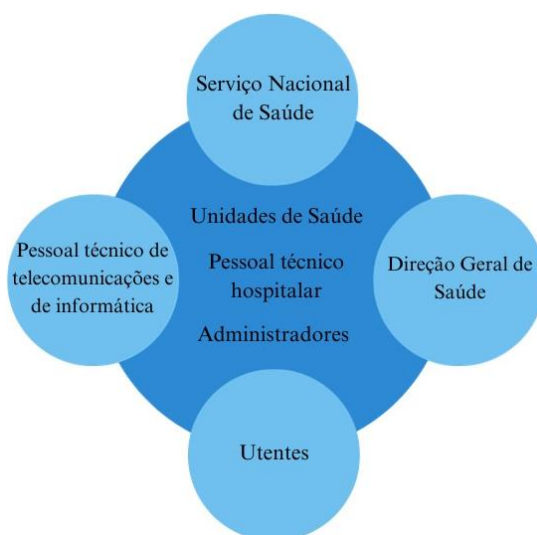 Serviço Nacional
de Saúde
Unidades de Saúde
Pessoal técnico de
telecomunicações e
de informática
Pessoal técnico
hospitalar
Direção Geral de
Saúde
Administradores
Utentes